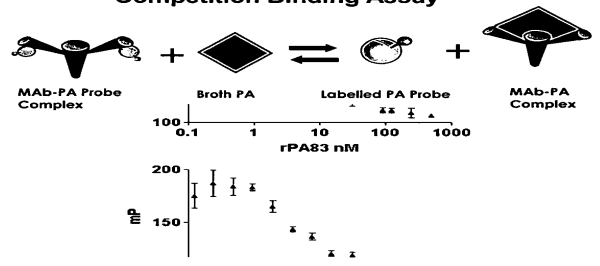 Competition Binding Assay
+
+
MAb-PA Probe
Complex
Broth PA
Labelled PA Probe
MAb-PA
Complex
100
0.1 1 10 100 1000
rPA83 nM
200
mP
150